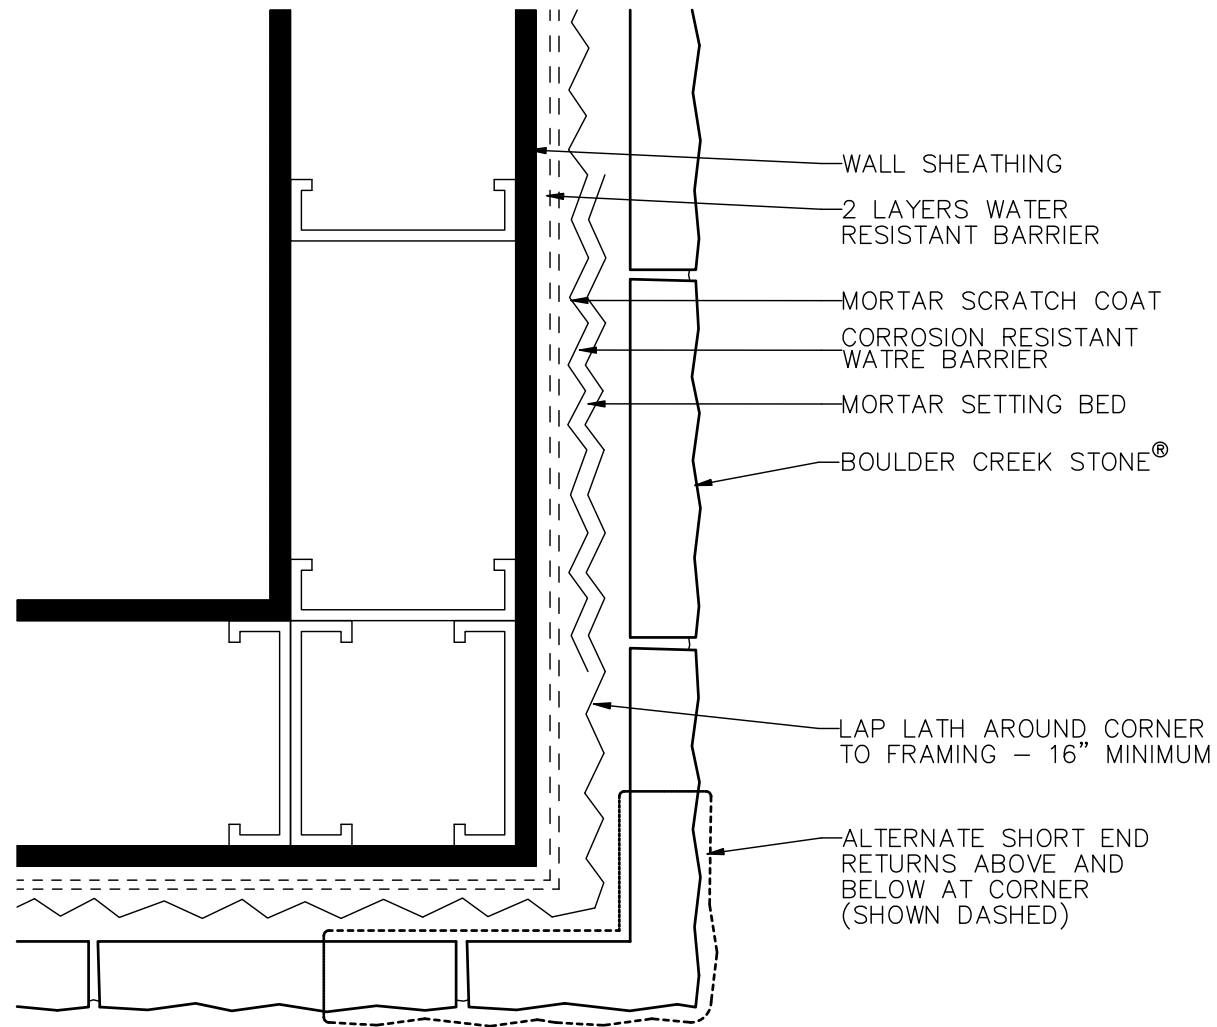 WALL SHEATHING
2 LAYERS WATER
RESISTANT BARRIER
MORTAR SCRATCH COAT
CORROSION RESISTANT
WATRE BARRIER
MORTAR SETTING BED
BOULDER CREEK STONE®
LAP LATH AROUND CORNER
TO FRAMING – 16” MINIMUM
ALTERNATE SHORT END
RETURNS ABOVE AND
BELOW AT CORNER
(SHOWN DASHED)